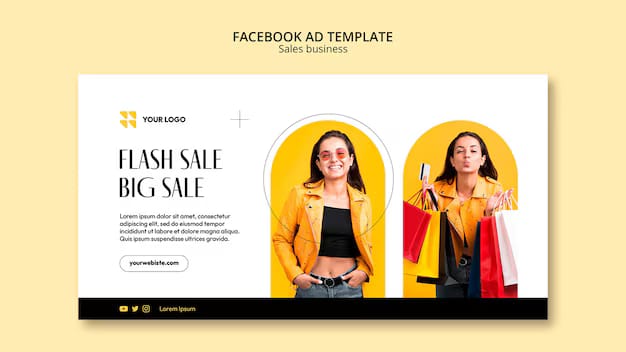 FACEBOOK AD TEMPLATE
Sales business
YOUR LOGO
FLASH SALE
BIG SALE
Lorem ipsum dolor sit amet, consectetur
adipiscing elit, sed do eiusmod tempor
incididunt ut labore et dolore magna aliqua.
Quis ipsum suspendisse ultrices gravida.
yourwebiste.com
Lorem Ipsum